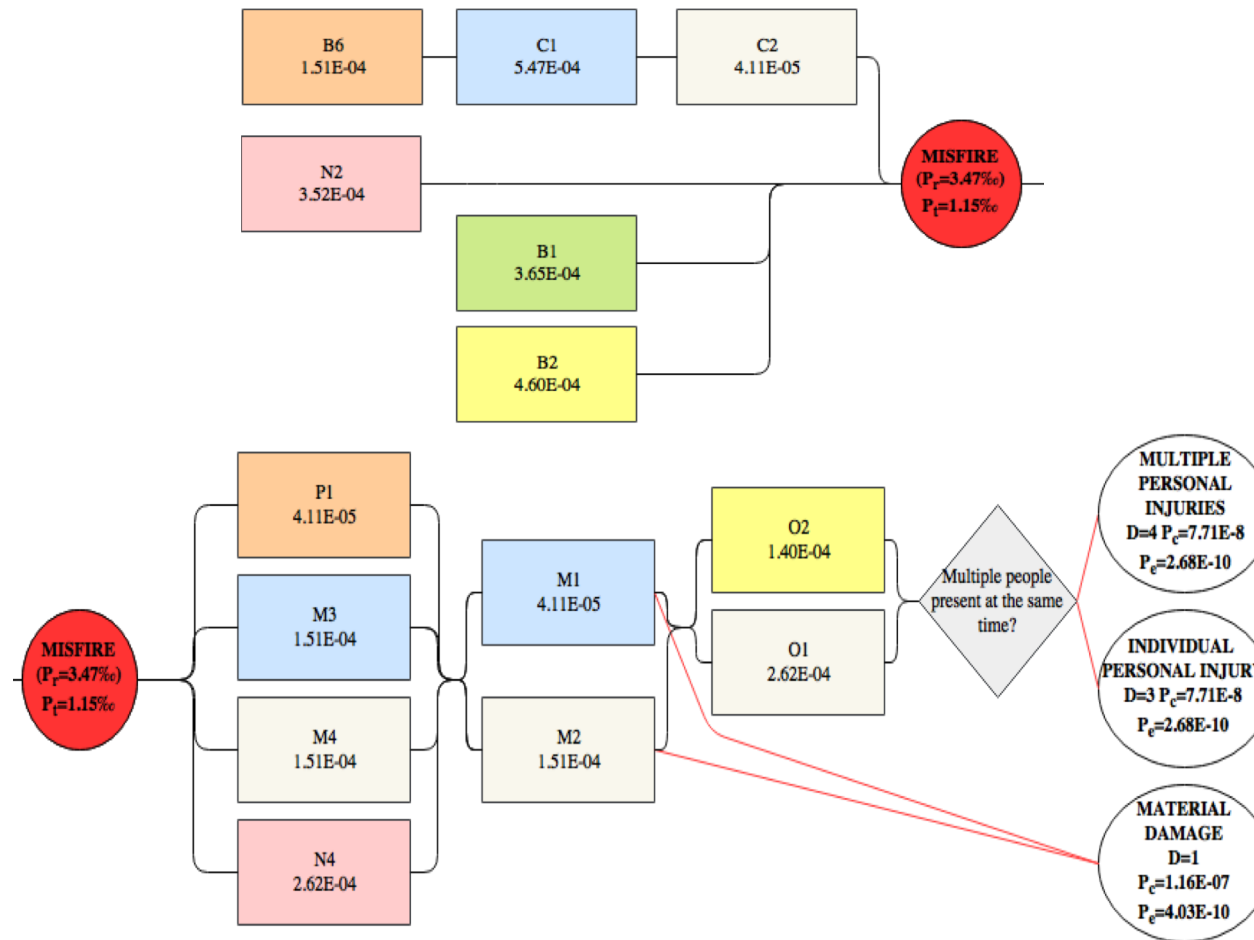 B6
1.51E-04
C1
5.47E-04
C2
4.11E-05
N2
3.52E-04
MISFIRE
(Pr=3.47‰)
Pt=1.15‰
B1
3.65E-04
B2
4.60E-04
P1
4.11E-05
M3
1.51E-04
M4
1.51E-04
N4
2.62E-04
MISFIRE
(Pr=3.47‰)
Pt=1.15‰
M1
4.11E-05
M2
1.51E-04
O2
1.40E-04
O1
2.62E-04
Multiple people
present at the same
time?
MULTIPLE
PERSONAL
INJURIES
D=4 Pc=7.71E-8
Pe=2.68E-10
INDIVIDUAL
PERSONAL INJURY
D=3 Pc=7.71E-8
Pe=2.68E-10
MATERIAL
DAMAGE
D=1
Pc=1.16E-07
Pe=4.03E-10